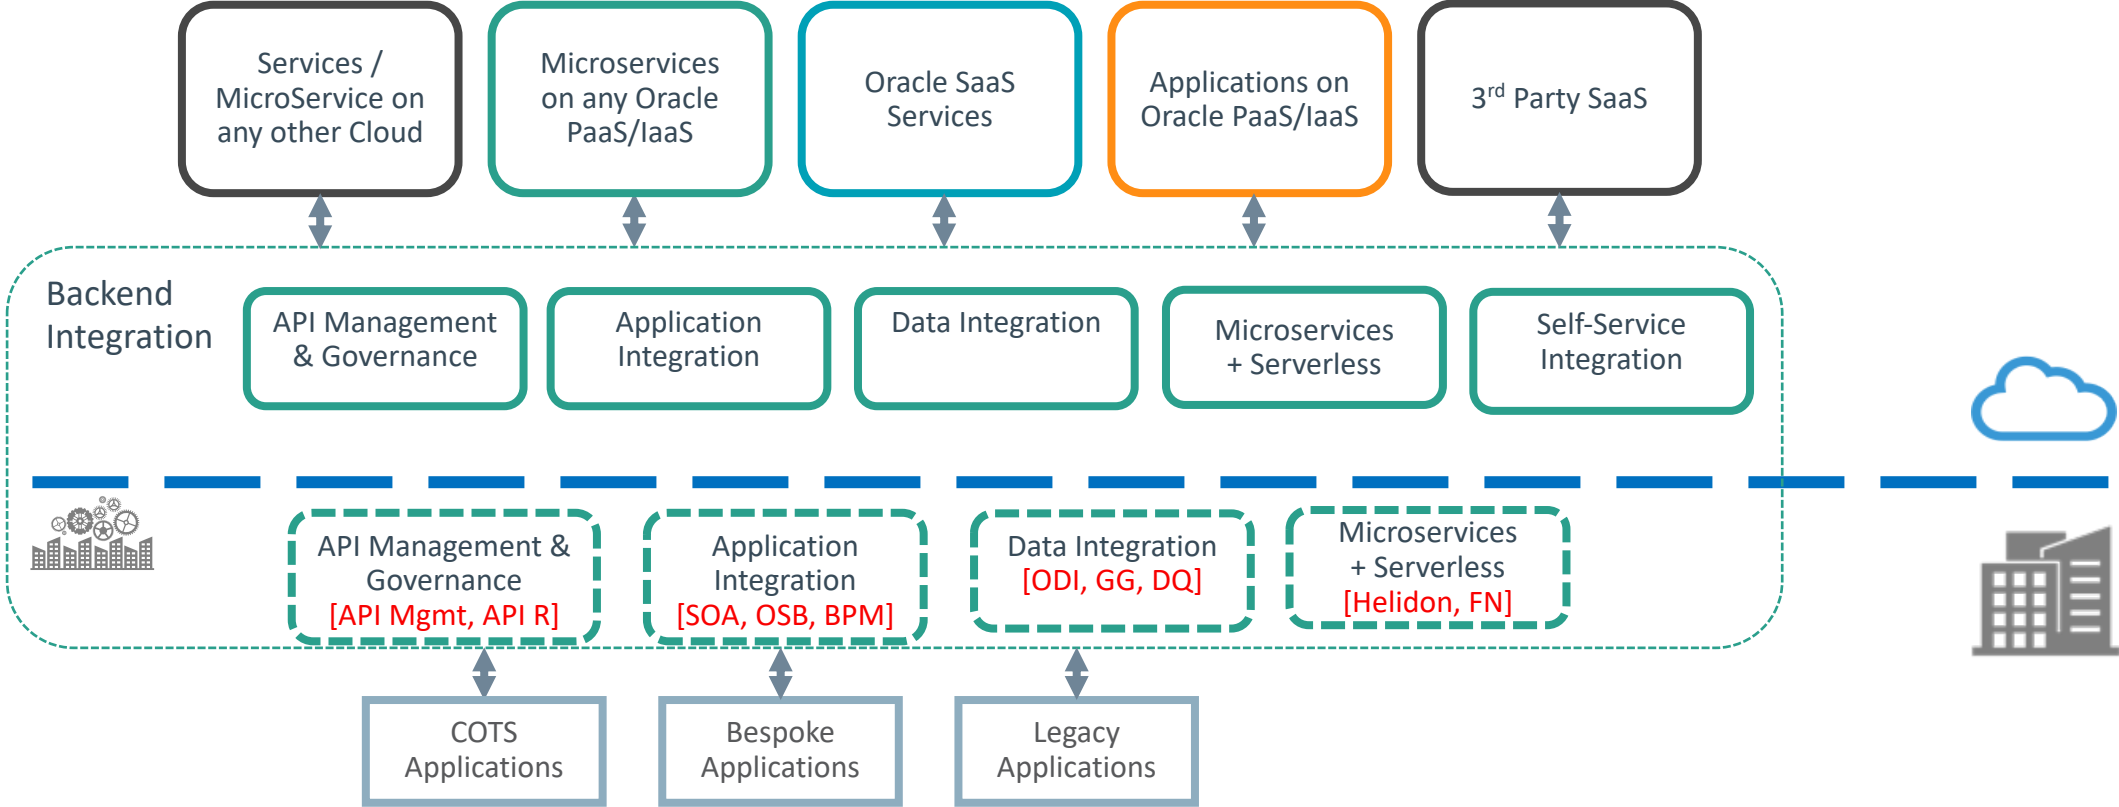 Services /
MicroService on
any other Cloud
Microservices
on any Oracle
PaaS/IaaS
Oracle SaaS
Services
Applications on
Oracle PaaS/IaaS
3rd Party SaaS
Backend
Integration
API Management
& Governance
Application
Integration
Data Integration
Microservices
+ Serverless
Self-Service
Integration
API Management &
Governance
[API Mgmt, API R]
Application
Integration
[SOA, OSB, BPM]
Data Integration
[ODI, GG, DQ]
Microservices
+ Serverless
[Helidon, FN]
COTS
Applications
Bespoke
Applications
Legacy
Applications